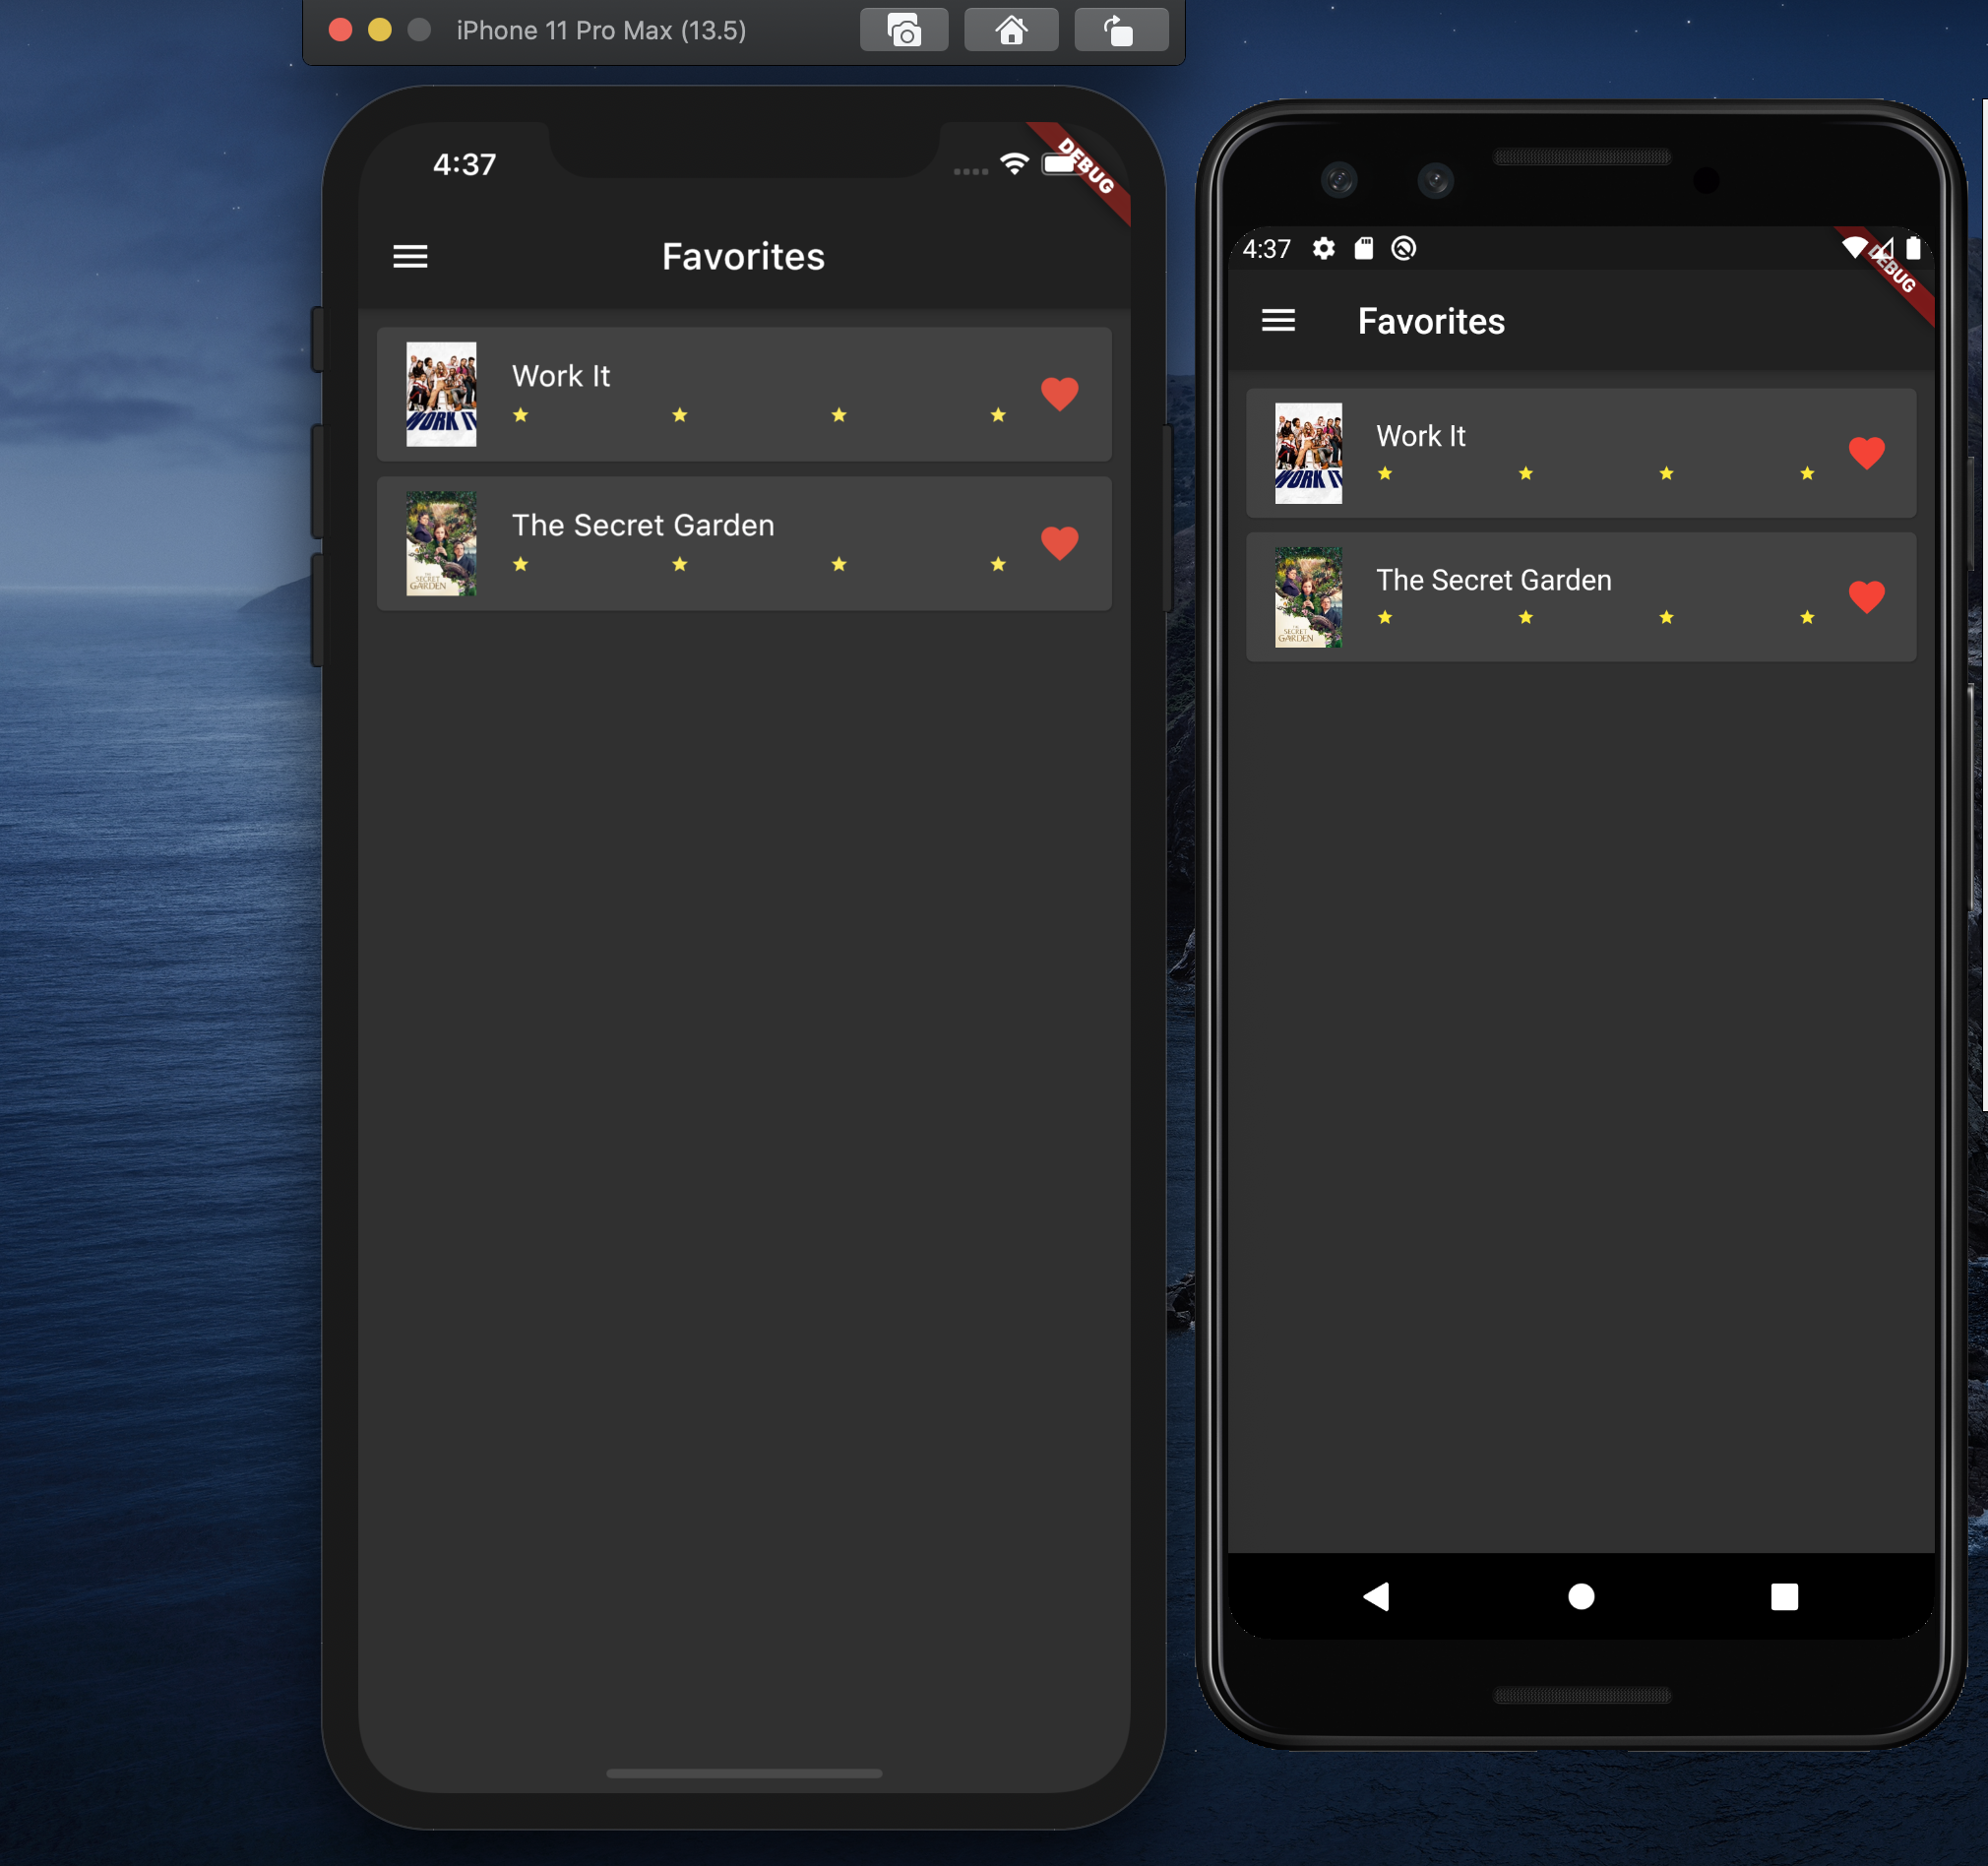 iPhone 11 Pro Max (13.5)
4:37
DEBUG
Favorites
Work It
WORK IT
The Secret Garden
THE
SECRET
GARDEN
4:37
DEBUG
Favorites
Work It
WORK IT
The Secret Garden
THE
SECRET
GARDEN